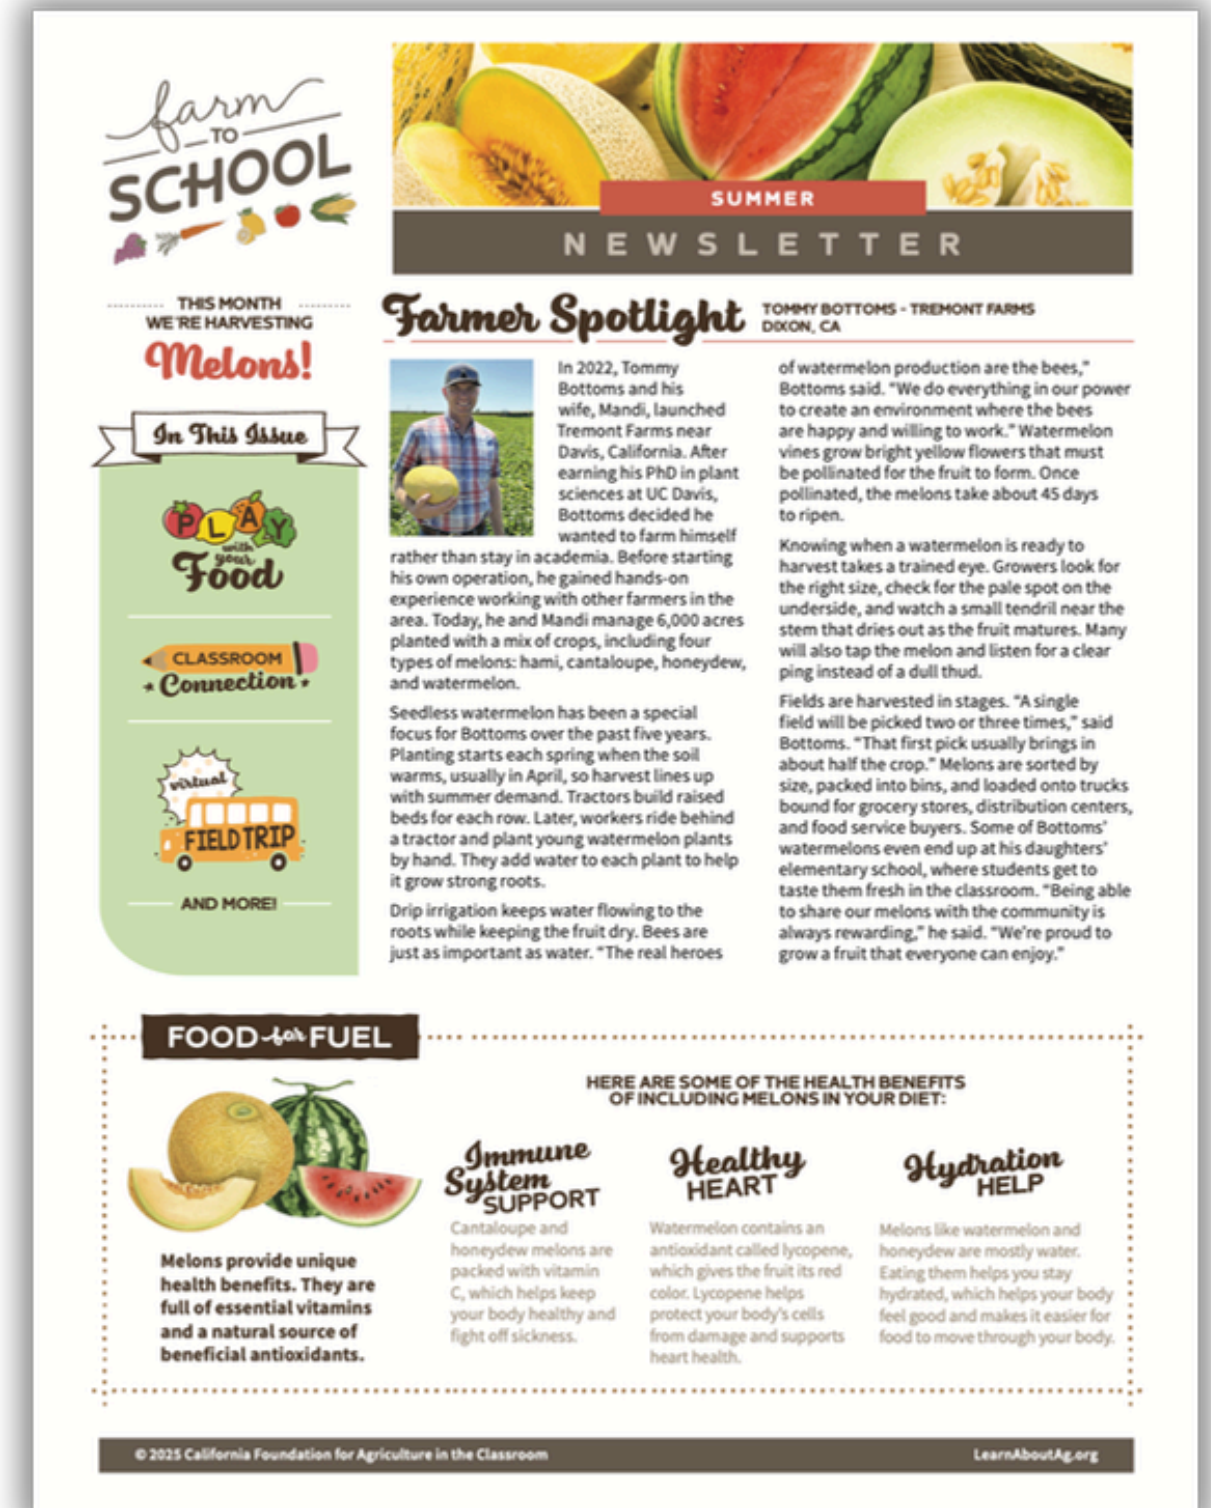 farm
TO
SCHOOL
SUMMER
NEWSLETTER
THIS MONTH
WE'RE HARVESTING
Melons!
In This Issue
PLAY
with
your
Food
CLASSROOM
Connection
virtual
FIELD TRIP
AND MORE!
Farmer Spotlight
TOMMY BOTTOMS - TREMONT FARMS
DIXON, CA
In 2022, Tommy
Bottoms and his
wife, Mandi, launched
Tremont Farms near
Davis, California. After
earning his PhD in plant
sciences at UC Davis,
Bottoms decided he
wanted to farm himself
rather than stay in academia. Before starting
his own operation, he gained hands-on
experience working with other farmers in the
area. Today, he and Mandi manage 6,000 acres
planted with a mix of crops, including four
types of melons: hami, cantaloupe, honeydew,
and watermelon.
Seedless watermelon has been a special
focus for Bottoms over the past five years.
Planting starts each spring when the soil
warms, usually in April, so harvest lines up
with summer demand. Tractors build raised
beds for each row. Later, workers ride behind
a tractor and plant young watermelon plants
by hand. They add water to each plant to help
it grow strong roots.
Drip irrigation keeps water flowing to the
roots while keeping the fruit dry. Bees are
just as important as water. “The real heroes
of watermelon production are the bees,”
Bottoms said. “We do everything in our power
to create an environment where the bees
are happy and willing to work.” Watermelon
vines grow bright yellow flowers that must
be pollinated for the fruit to form. Once
pollinated, the melons take about 45 days
to ripen.
Knowing when a watermelon is ready to
harvest takes a trained eye. Growers look for
the right size, check for the pale spot on the
underside, and watch a small tendril near the
stem that dries out as the fruit matures. Many
will also tap the melon and listen for a clear
ping instead of a dull thud.
Fields are harvested in stages. “A single
field will be picked two or three times,” said
Bottoms. “That first pick usually brings in
about half the crop.” Melons are sorted by
size, packed into bins, and loaded onto trucks
bound for grocery stores, distribution centers,
and food service buyers. Some of Bottoms’
watermelons even end up at his daughters’
elementary school, where students get to
taste them fresh in the classroom. “Being able
to share our melons with the community is
always rewarding,” he said. “We’re proud to
grow a fruit that everyone can enjoy.”
FOOD for FUEL
Melons provide unique
health benefits. They are
full of essential vitamins
and a natural source of
beneficial antioxidants.
HERE ARE SOME OF THE HEALTH BENEFITS
OF INCLUDING MELONS IN YOUR DIET:
Immune
System
SUPPORT
Cantaloupe and
honeydew melons are
packed with vitamin
C, which helps keep
your body healthy and
fight off sickness.
Healthy
HEART
Watermelon contains an
antioxidant called lycopene,
which gives the fruit its red
color. Lycopene helps
protect your body’s cells
from damage and supports
heart health.
Hydration
HELP
Melons like watermelon and
honeydew are mostly water.
Eating them helps you stay
hydrated, which helps your body
feel good and makes it easier for
food to move through your body.
© 2025 California Foundation for Agriculture in the Classroom
LearnAboutAg.org